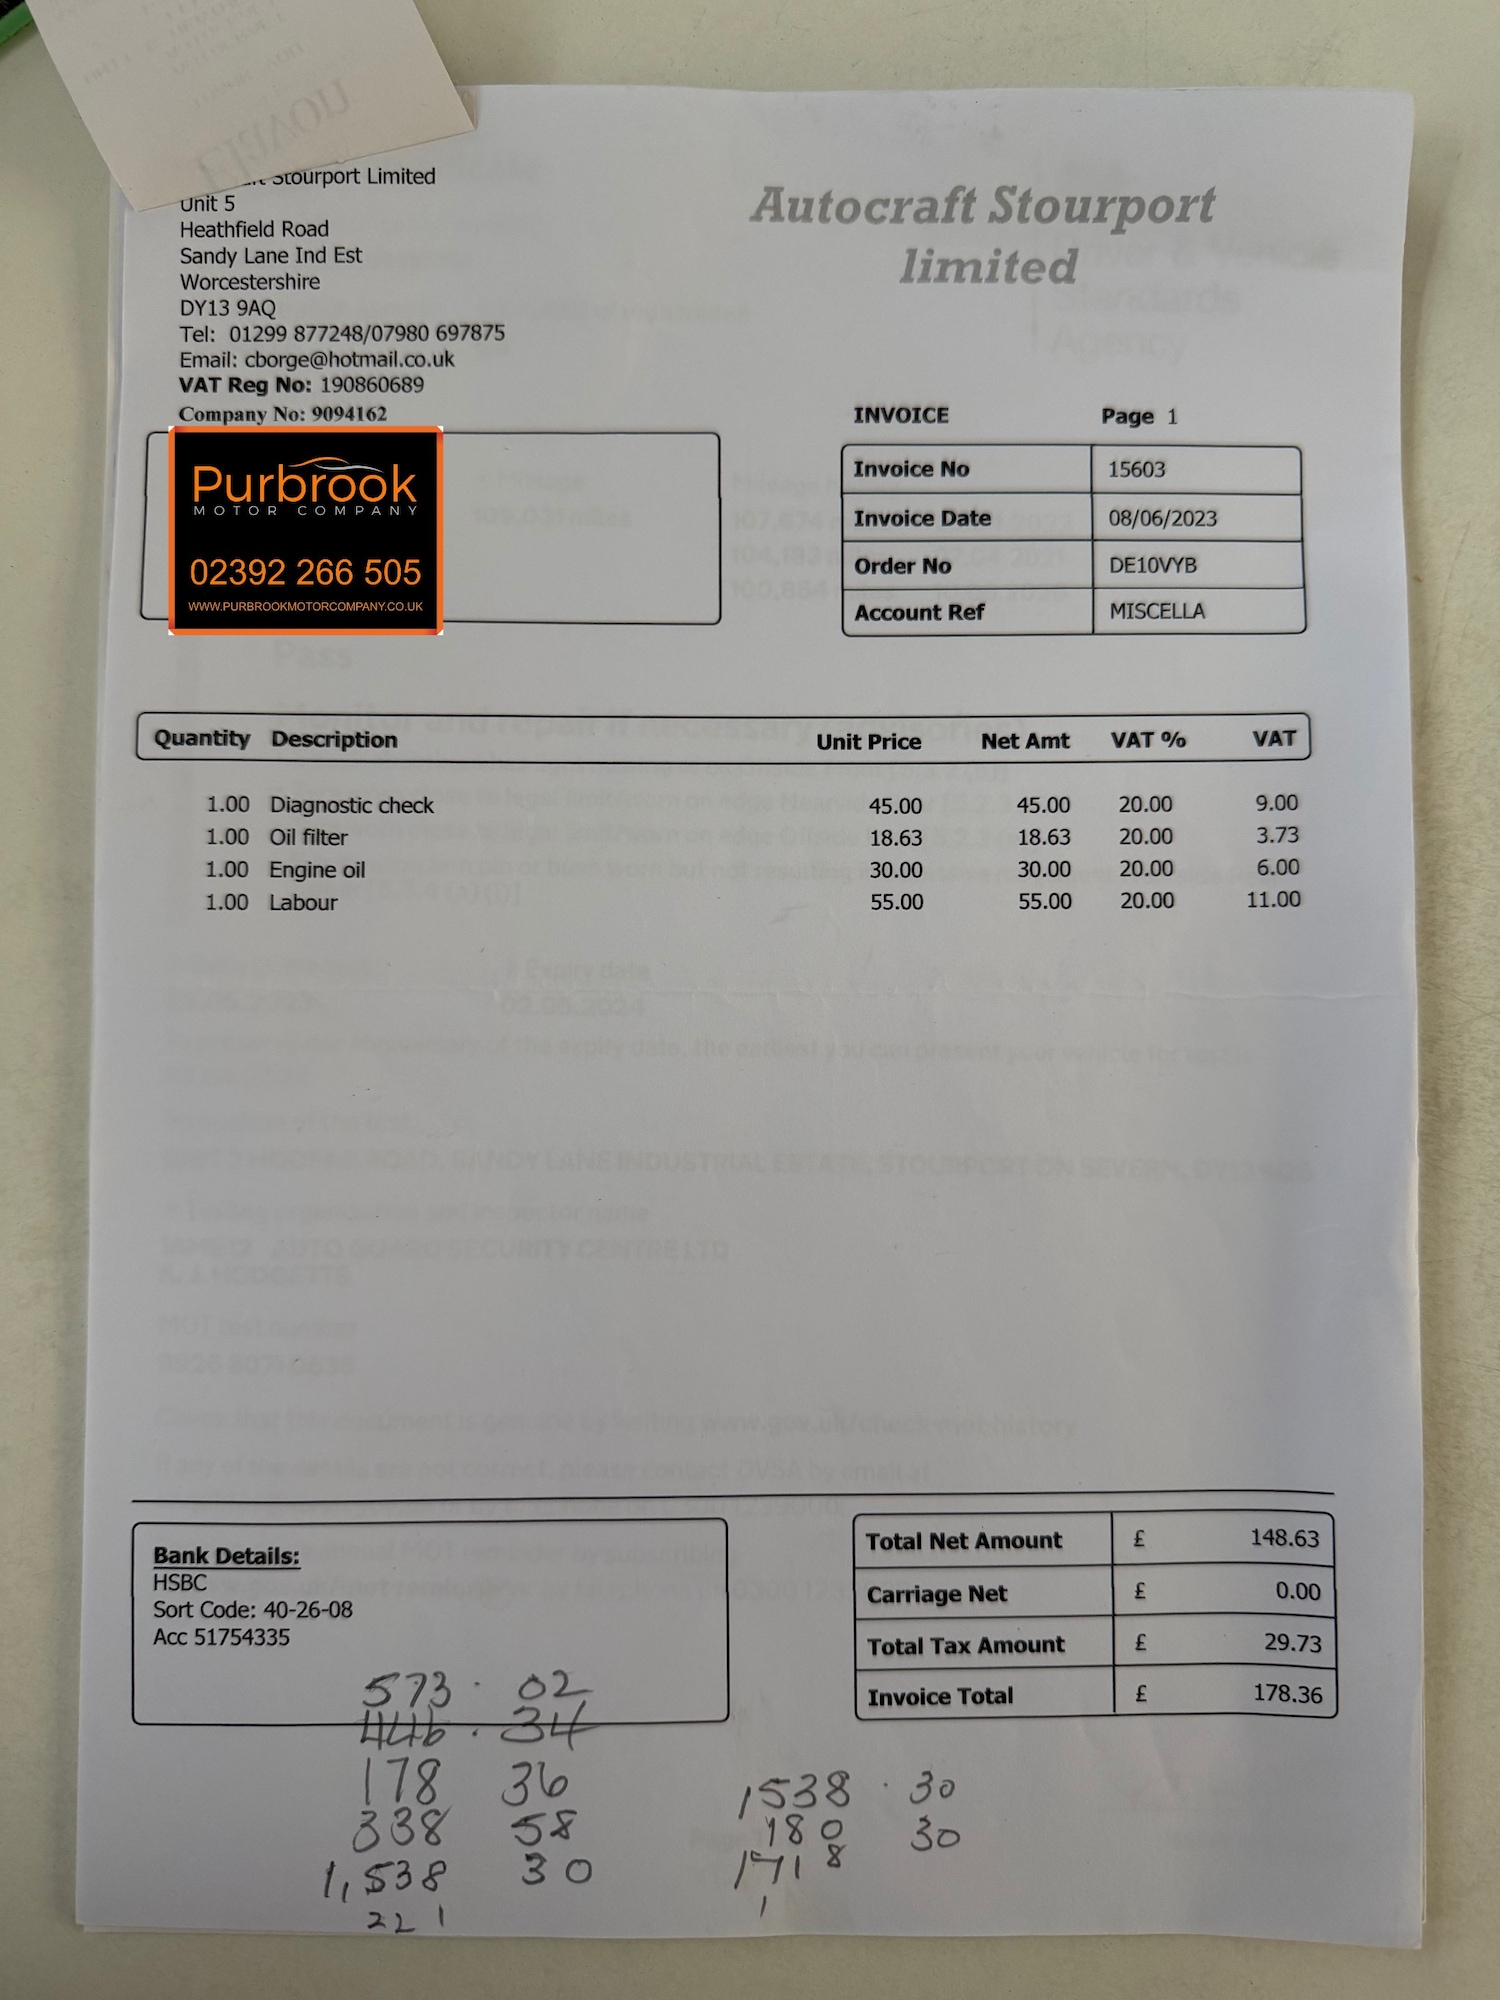 Stourport Limited
Unit 5
Heathfield Road
Sandy Lane Ind Est
Worcestershire
DY13 9AQ
Tel: 01299 877248/07980 697875
Email: cborge@hotmail.co.uk
VAT Reg No: 190860689
Company No: 9094162
Autocraft Stourport
limited
Purbrook
MOTOR COMPANY
02392 266 505
WWW.PURBROOKMOTORCOMPANY.CO.UK
INVOICE Page 1
Invoice No 15603
Invoice Date 08/06/2023
Order No DE10VYB
Account Ref MISCELLA
Quantity Description Unit Price Net Amt VAT % VAT
1.00 Diagnostic check 45.00 45.00 20.00 9.00
1.00 Oil filter 18.63 18.63 20.00 3.73
1.00 Engine oil 30.00 30.00 20.00 6.00
1.00 Labour 55.00 55.00 20.00 11.00
Bank Details:
HSBC
Sort Code: 40-26-08
Acc 51754335
Total Net Amount £ 148.63
Carriage Net £ 0.00
Total Tax Amount £ 29.73
Invoice Total £ 178.36
573 . 02
446 . 34
178 36
338 58
1,538 30
22 1
1538 . 30
180 30
1718
1